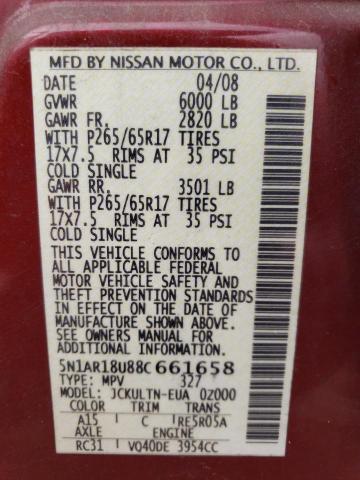 MFD BY NISSAN MOTOR CO., LTD.
DATE 04/08
GVWR 6000 LB
GAWR FR. 2820 LB
WITH P265/65R17 TIRES
17X7.5 RIMS AT 35 PSI
COLD SINGLE
GAWR RR. 3501 LB
WITH P265/65R17 TIRES
17X7.5 RIMS AT 35 PSI
COLD SINGLE
THIS VEHICLE CONFORMS TO
ALL APPLICABLE FEDERAL
MOTOR VEHICLE SAFETY AND
THEFT PREVENTION STANDARDS
IN EFFECT ON THE DATE OF
MANUFACTURE SHOWN ABOVE.
SEE OWNERS MANUAL FOR
ADDITIONAL INFORMATION.
5N1AR18U88C661658
TYPE: MPV 327
MODEL: JCKULTN-EUA 0Z000
COLOR TRIM TRANS
A15 C RE5R05A
AXLE ENGINE
RC31 VQ40DE 3954CC